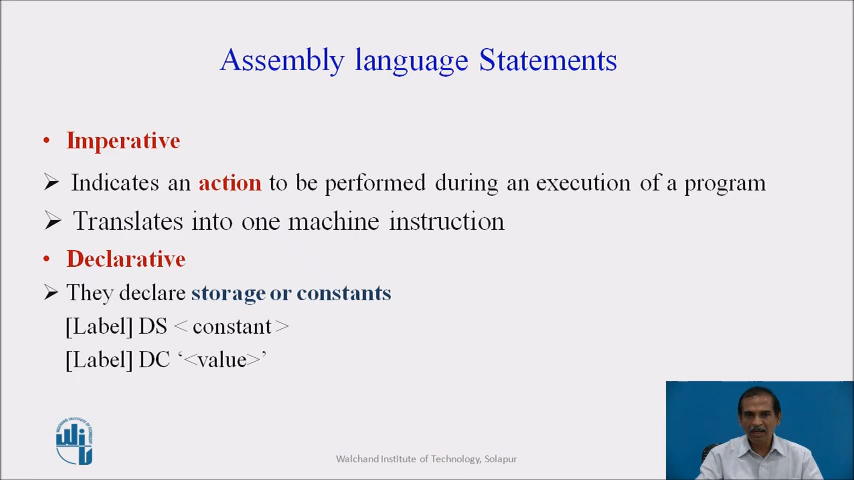 Assembly language Statements
• Imperative
➢ Indicates an action to be performed during an execution of a program
➢ Translates into one machine instruction
• Declarative
➢ They declare storage or constants
[Label] DS < constant >
[Label] DC ‘<value>’
Walchand Institute of Technology, Solapur